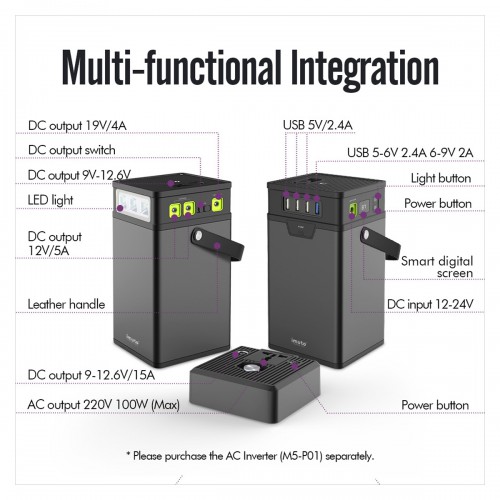 Multi-functional Integration
DC output 19V/4A
USB 5V/2.4A
DC output switch
USB 5-6V 2.4A 6-9V 2A
DC output 9V-12.6V
Light button
LED light
Power button
DC output
12V/5A
Smart digital
screen
Leather handle
DC input 12-24V
imuto
imuto
DC output 9-12.6V/15A
AC output 220V 100W (Max)
Power button
* Please purchase the AC Inverter (M5-P01) separately.